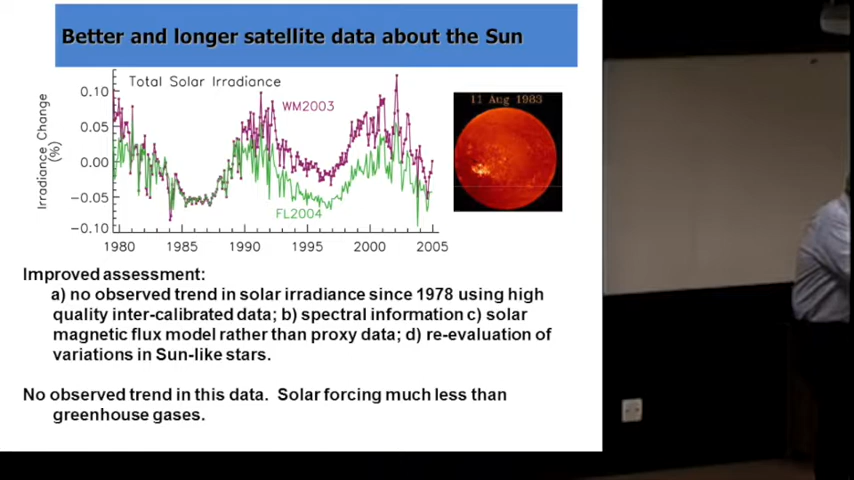 Better and longer satellite data about the Sun
Total Solar Irradiance
WM2003
FL2004
Irradiance Change
(%)
0.10
0.05
0.00
−0.05
−0.10
1980 1985 1990 1995 2000 2005
11 Aug 1983
Improved assessment:
a) no observed trend in solar irradiance since 1978 using high
quality inter-calibrated data; b) spectral information c) solar
magnetic flux model rather than proxy data; d) re-evaluation of
variations in Sun-like stars.
No observed trend in this data. Solar forcing much less than
greenhouse gases.